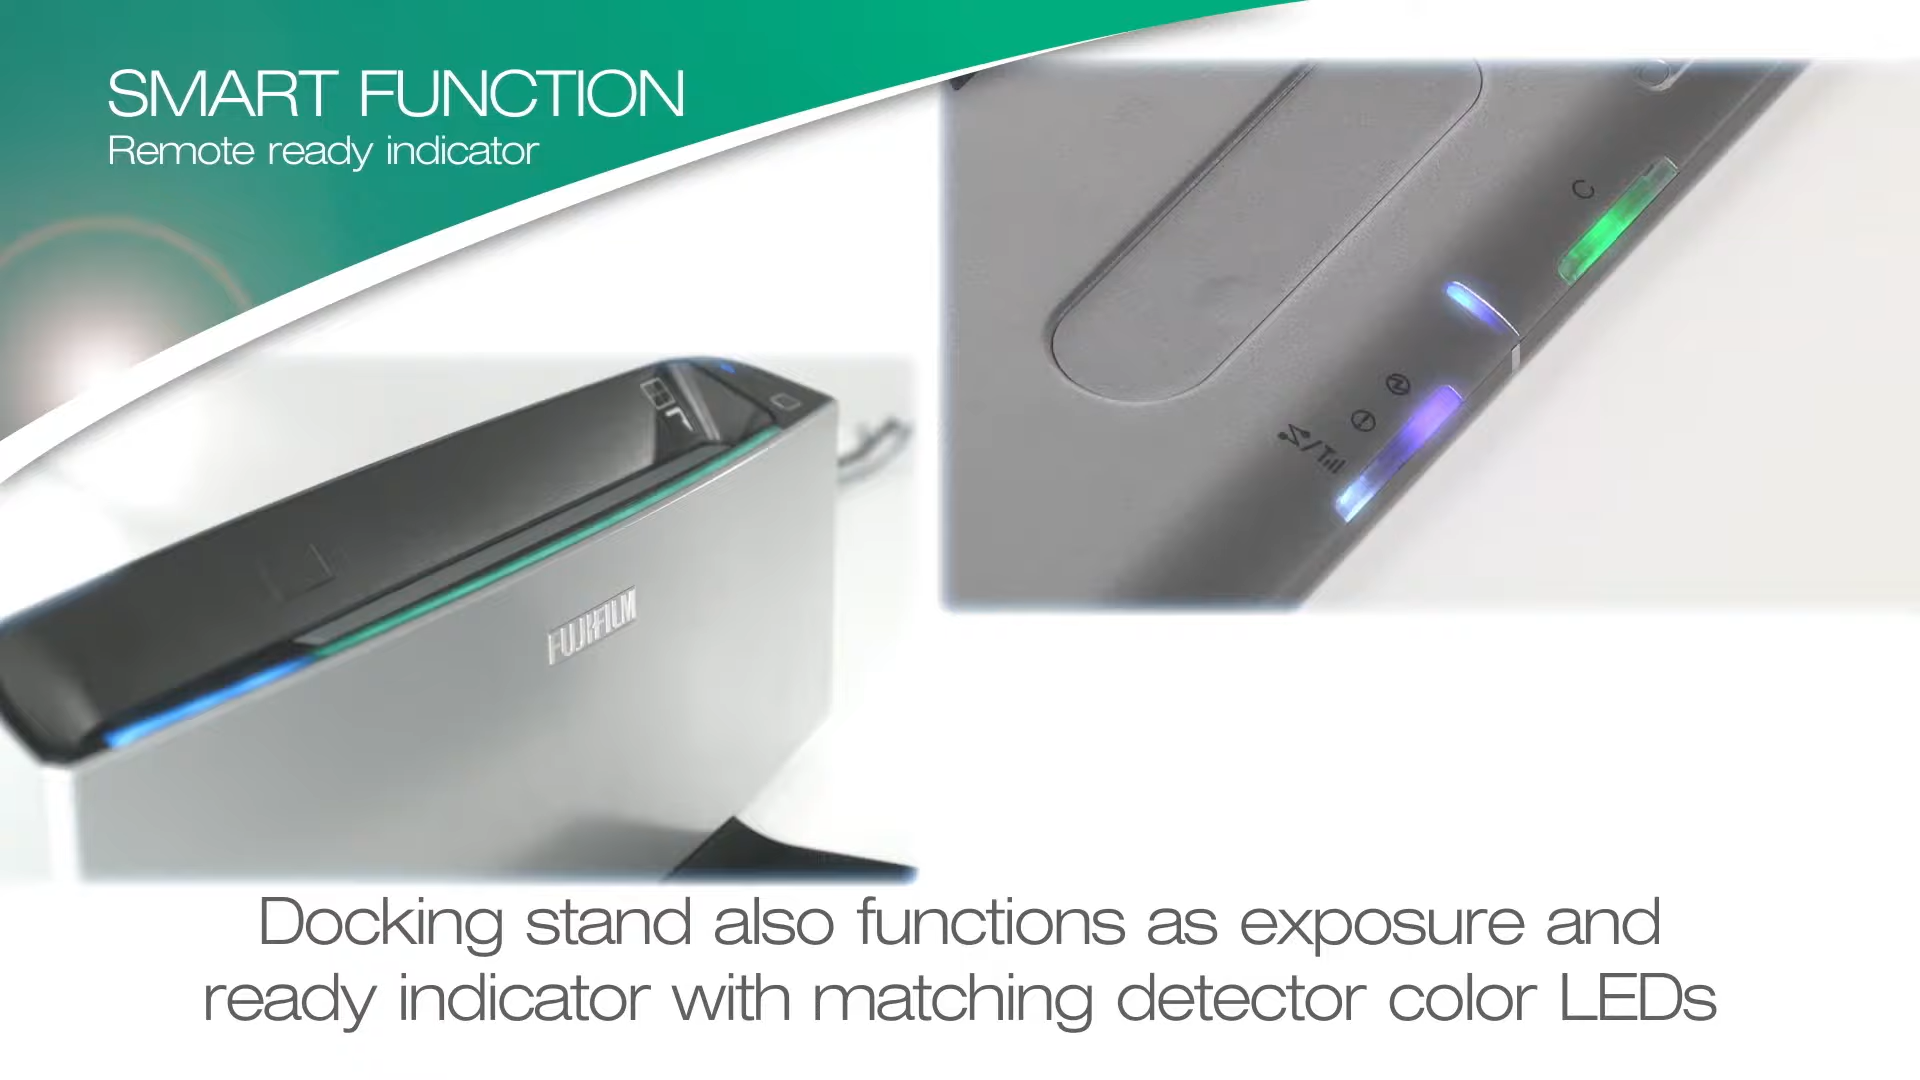 SMART FUNCTION
Remote ready indicator
FUJIFILM
Docking stand also functions as exposure and
ready indicator with matching detector color LEDs